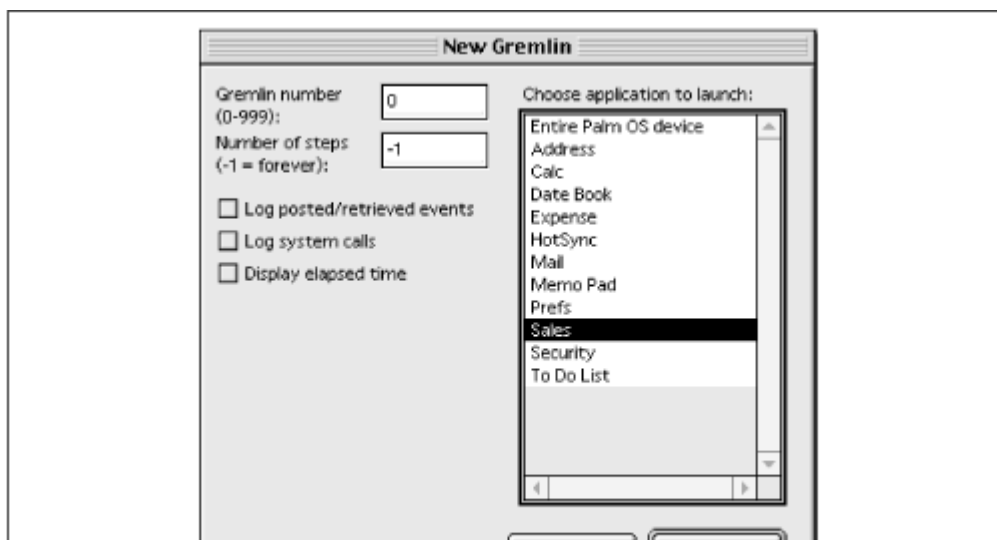 New Gremlin
Gremlin number
(0-999):
0
Number of steps
(-1 = forever):
-1
Log posted/retrieved events
Log system calls
Display elapsed time
Choose application to launch:
Entire Palm OS device
Address
Calc
Date Book
Expense
HotSync
Mail
Memo Pad
Prefs
Sales
Security
To Do List